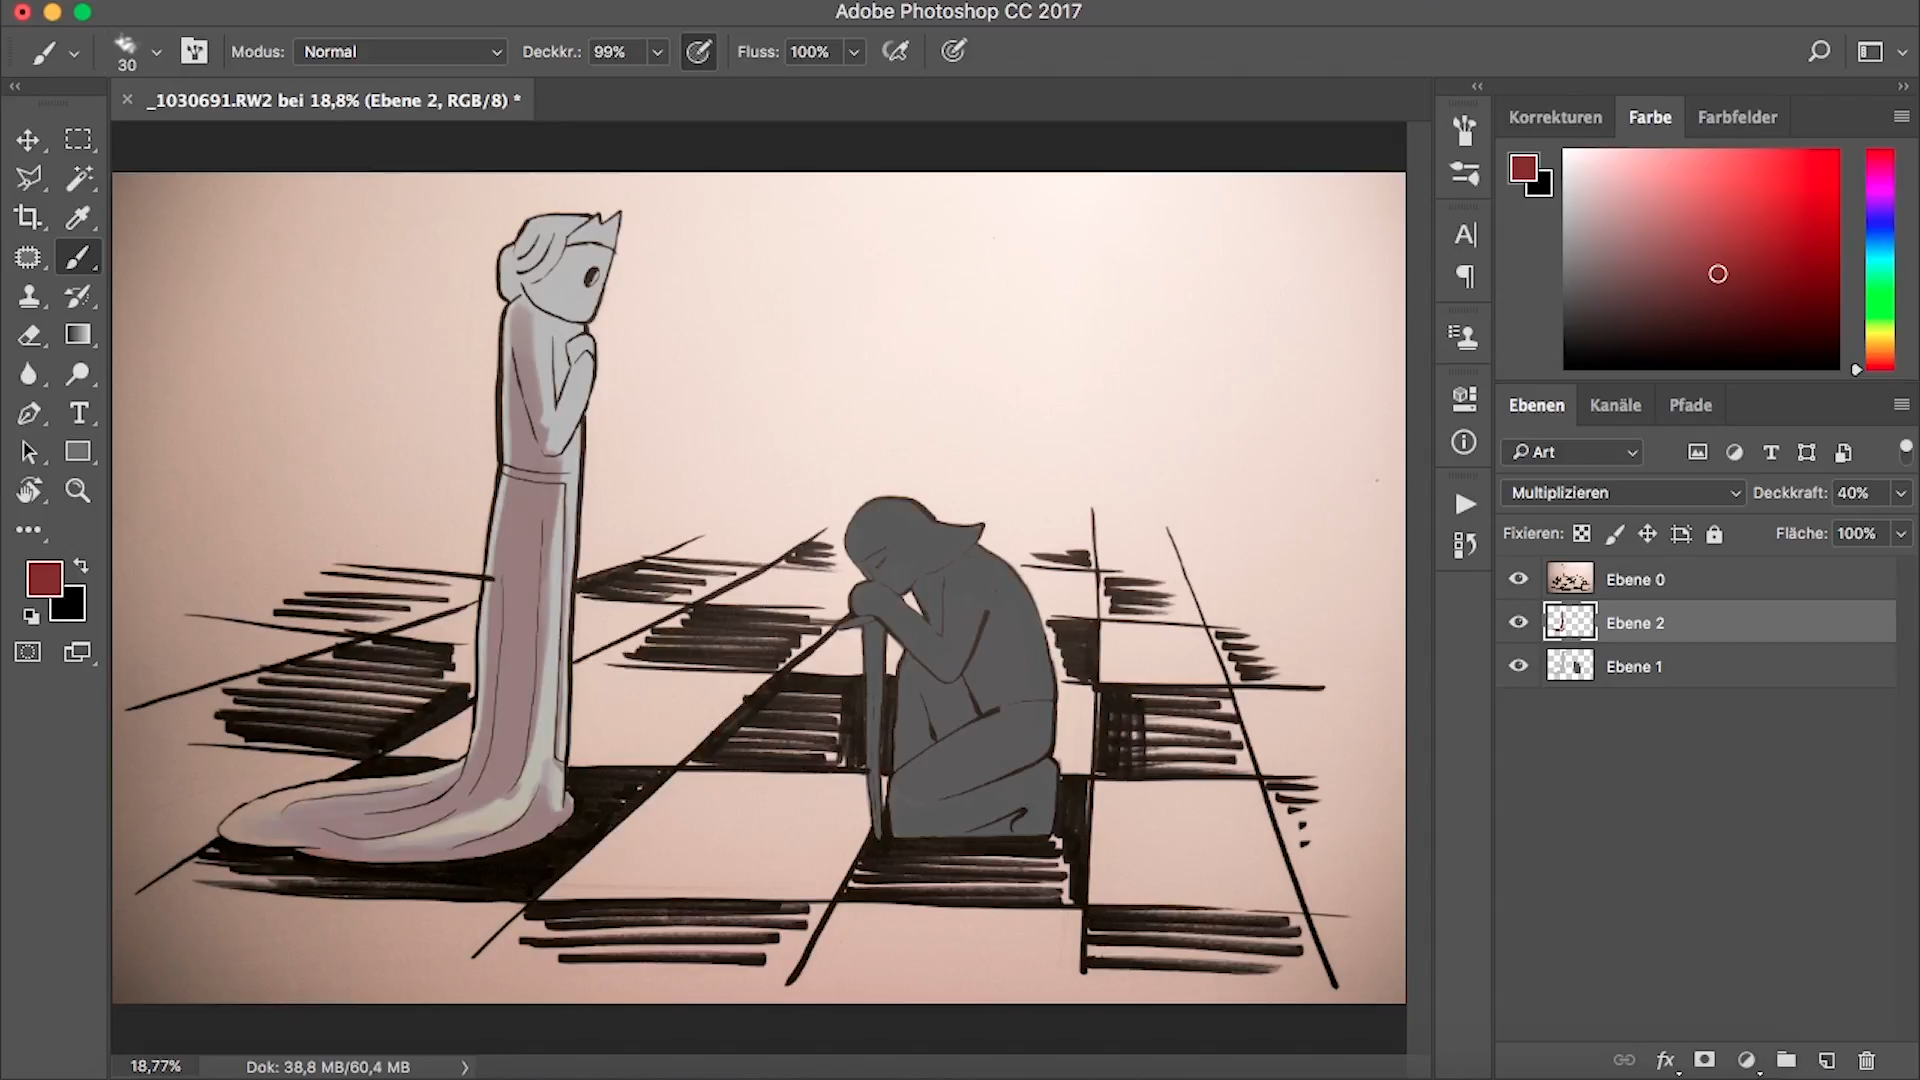 Adobe Photoshop CC 2017
30
Modus: Normal Deckkr.: 99% Fluss: 100%
_1030691.RW2 bei 18,8% (Ebene 2, RGB/8) *
Korrekturen Farbe Farbfelder
Ebenen Kanäle Pfade
Art
Multiplizieren Deckkraft: 40%
Fixieren: Fläche: 100%
Ebene 0
Ebene 2
Ebene 1
fx
18,77% Dok: 38,8 MB/60,4 MB